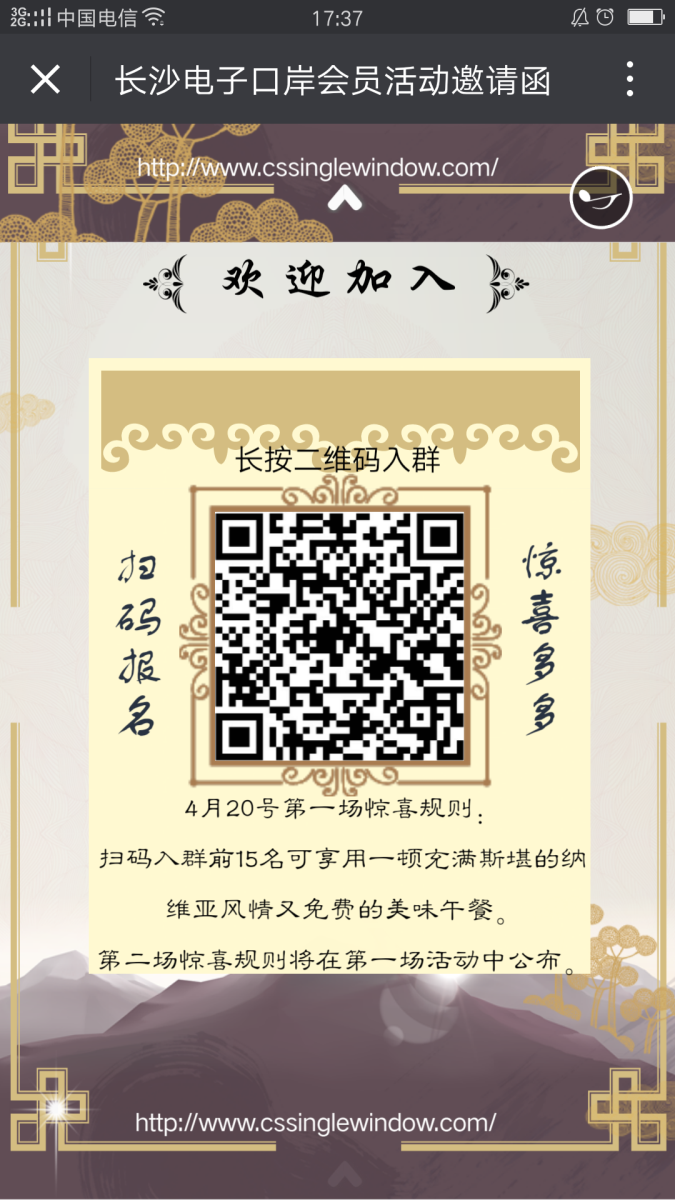 3G 2G 中国电信 17:37
长沙电子口岸会员活动邀请函
http://www.cssinglewindow.com/
欢迎加入
长按二维码入群
扫码报名
惊喜多多
4月20号第一场惊喜规则：
扫码入群前15名可享用一顿充满斯堪的纳
维亚风情又免费的美味午餐。
第二场惊喜规则将在第一场活动中公布。
http://www.cssinglewindow.com/